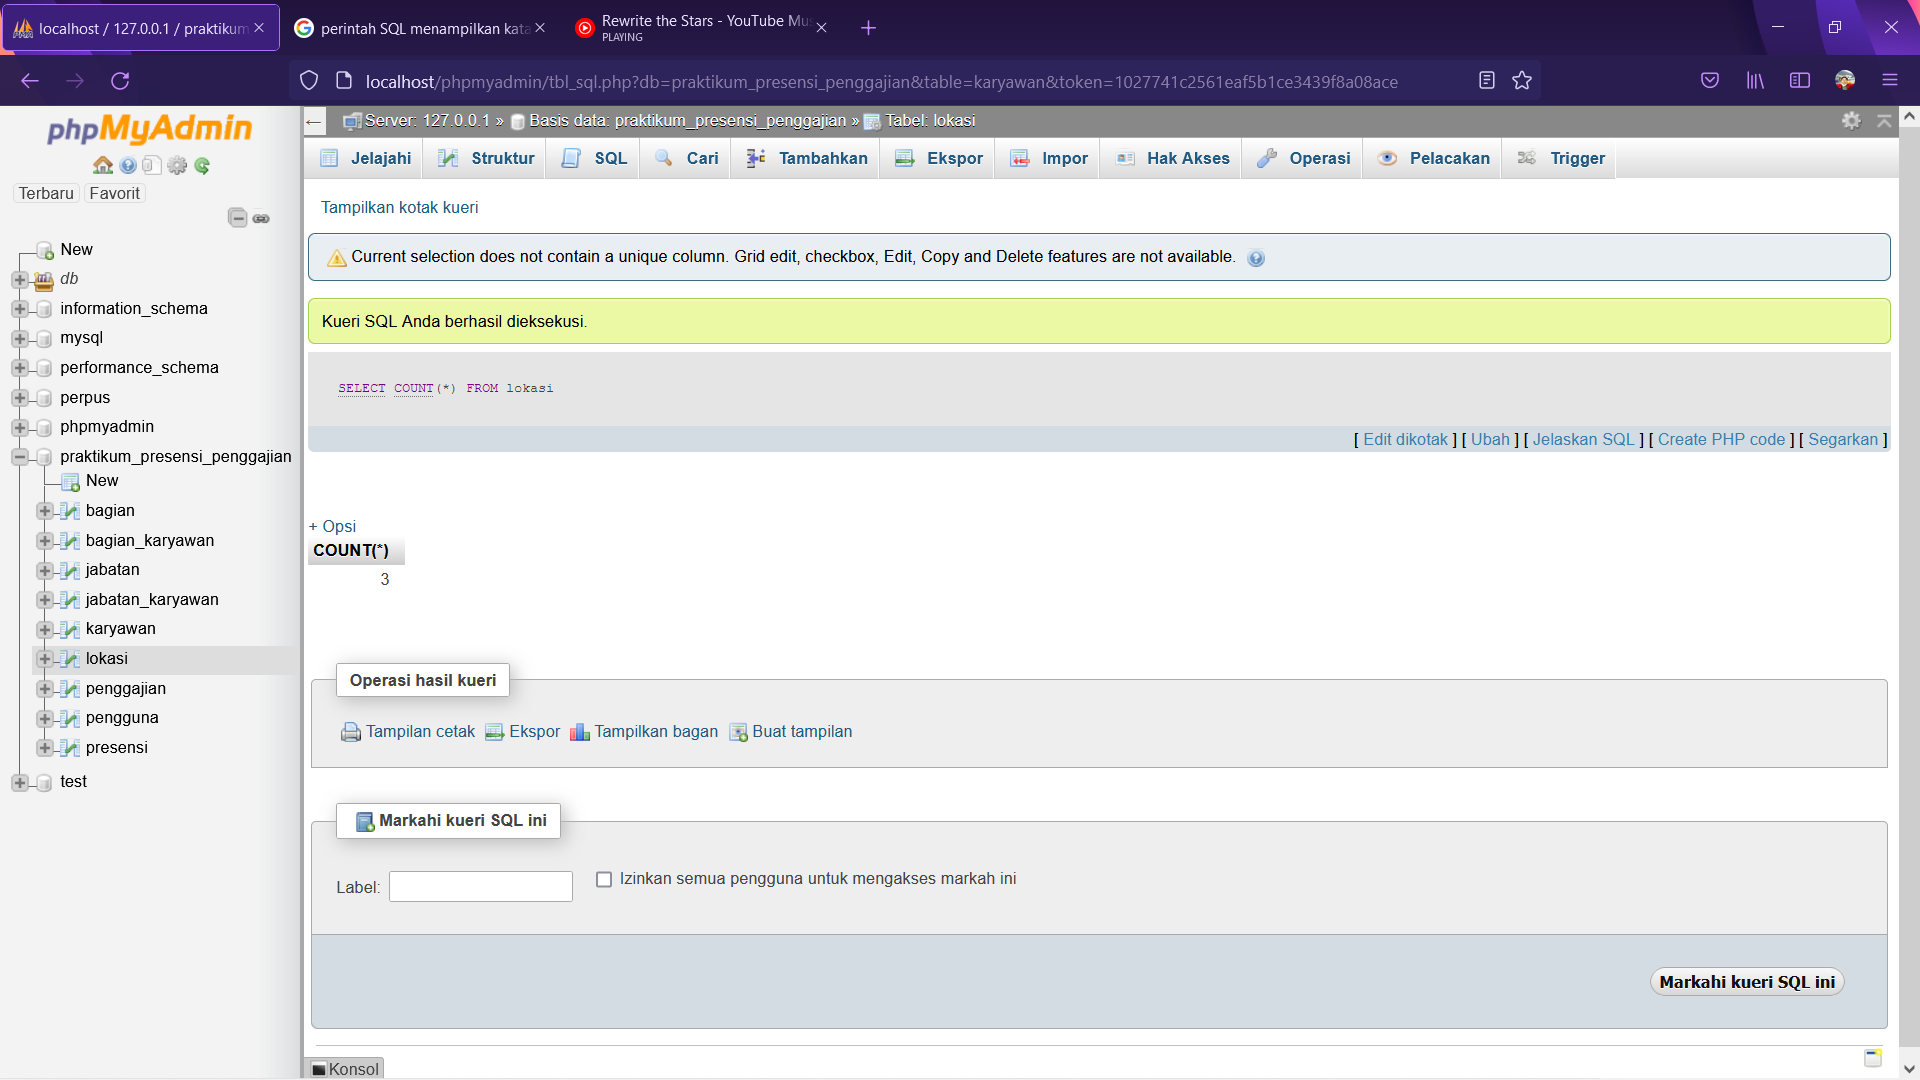 localhost / 127.0.0.1 / praktikum
perintah SQL menampilkan kata
Rewrite the Stars - YouTube Mus
PLAYING
localhost/phpmyadmin/tbl_sql.php?db=praktikum_presensi_penggajian&table=karyawan&token=1027741c2561eaf5b1ce3439f8a08ace
phpMyAdmin
Terbaru Favorit
New
db
information_schema
mysql
performance_schema
perpus
phpmyadmin
praktikum_presensi_penggajian
New
bagian
bagian_karyawan
jabatan
jabatan_karyawan
karyawan
lokasi
penggajian
pengguna
presensi
test
Server: 127.0.0.1 » Basis data: praktikum_presensi_penggajian » Tabel: lokasi
Jelajahi Struktur SQL Cari Tambahkan Ekspor Impor Hak Akses Operasi Pelacakan Trigger
Tampilkan kotak kueri
Current selection does not contain a unique column. Grid edit, checkbox, Edit, Copy and Delete features are not available.
Kueri SQL Anda berhasil dieksekusi.
SELECT COUNT(*) FROM lokasi
[ Edit dikotak ] [ Ubah ] [ Jelaskan SQL ] [ Create PHP code ] [ Segarkan ]
+ Opsi
COUNT(*)
3
Operasi hasil kueri
Tampilan cetak Ekspor Tampilkan bagan Buat tampilan
Markahi kueri SQL ini
Label: Izinkan semua pengguna untuk mengakses markah ini
Markahi kueri SQL ini
Konsol